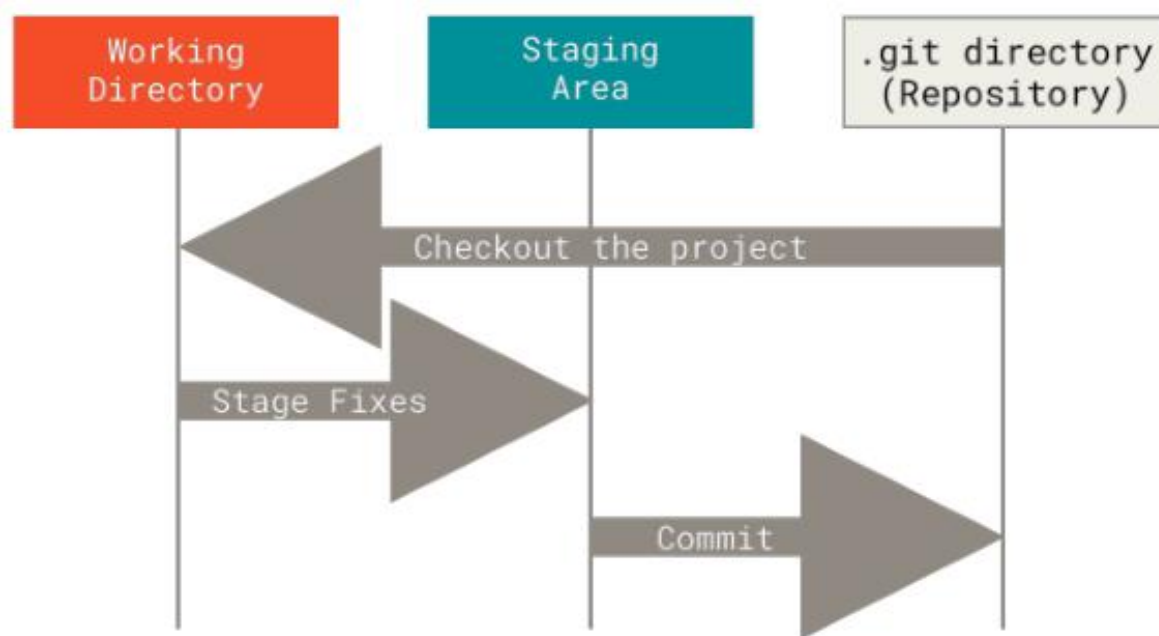 Working
Directory
Staging
Area
.git directory
(Repository)
Checkout the project
Stage Fixes
Commit